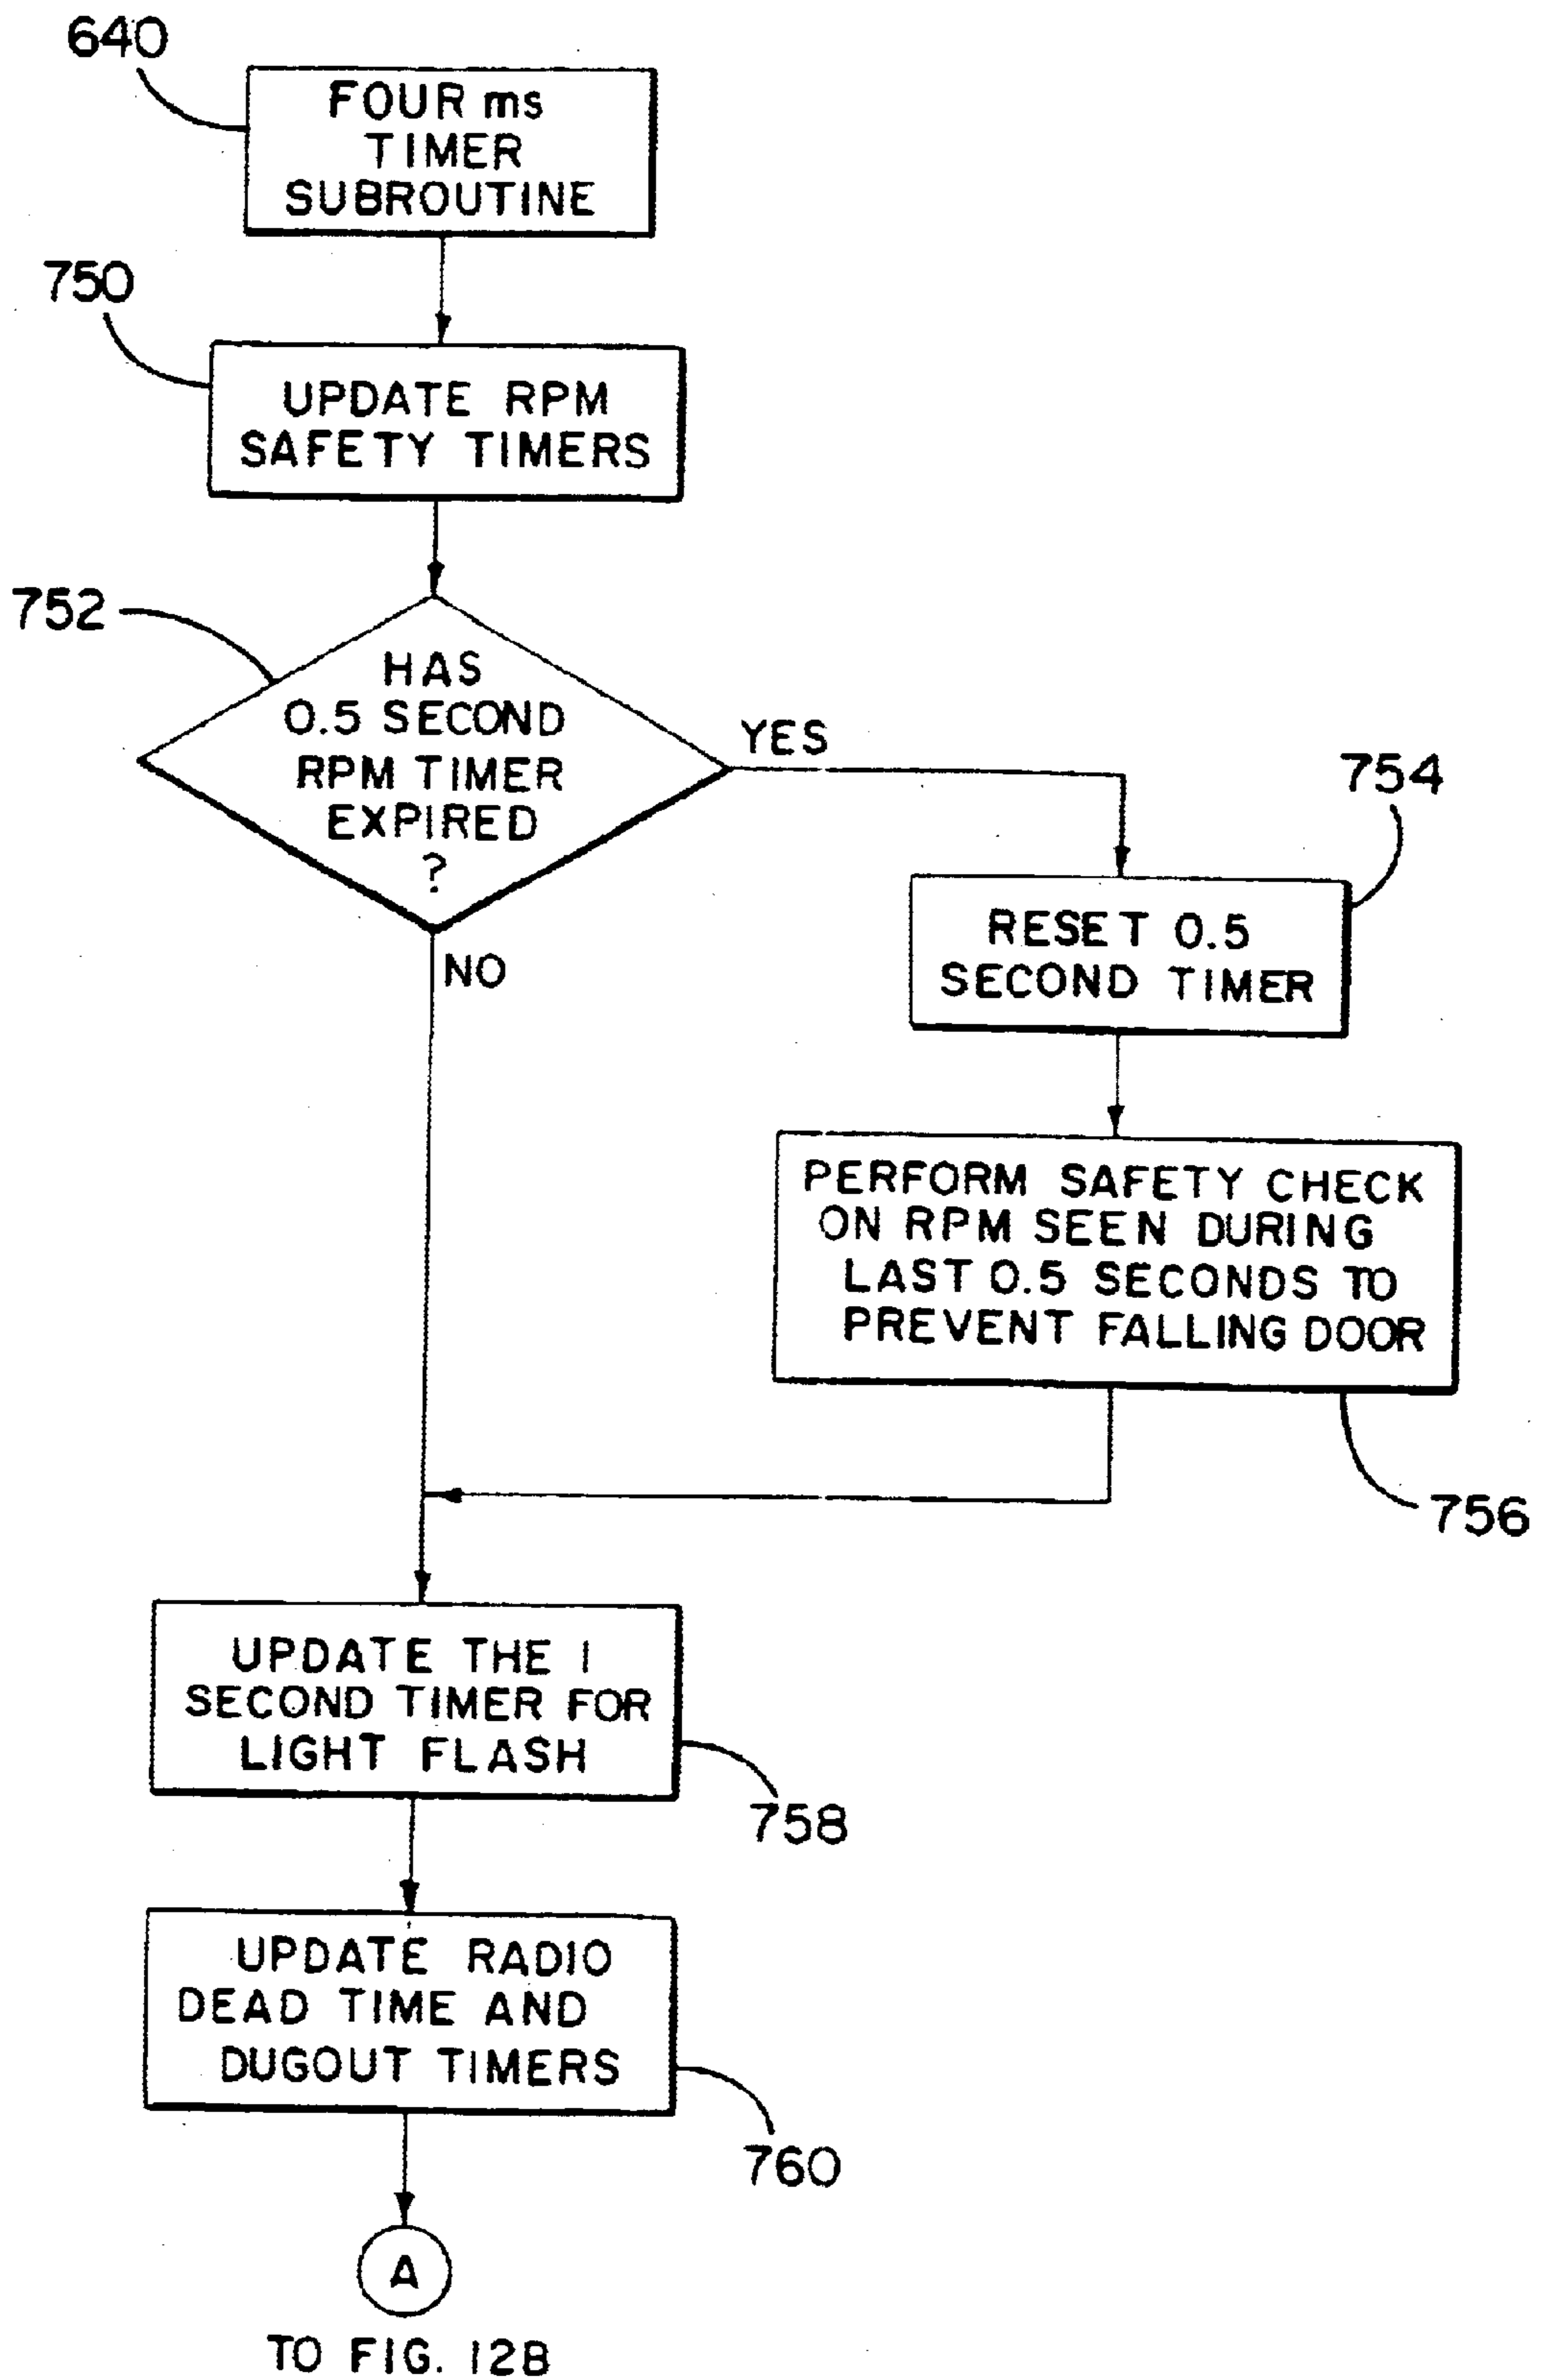 640
FOUR ms
TIMER
SUBROUTINE
750
UPDATE RPM
SAFETY TIMERS
752
HAS
0.5 SECOND
RPM TIMER
EXPIRED
?
YES
NO
754
RESET 0.5
SECOND TIMER
PERFORM SAFETY CHECK
ON RPM SEEN DURING
LAST 0.5 SECONDS TO
PREVENT FALLING DOOR
756
UPDATE THE 1
SECOND TIMER FOR
LIGHT FLASH
758
UPDATE RADIO
DEAD TIME AND
DUGOUT TIMERS
760
A
TO FIG. 12B